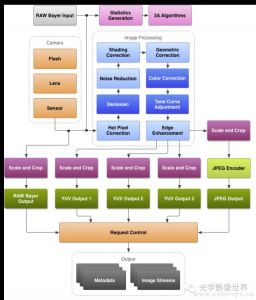 RAW Bayer Input
Statistics
Generation
3A Algorithms
Camera
Flash
Lens
Sensor
Image Processing
Shading
Correction
Geometric
Correction
Noise Reduction
Color Correction
Demosaic
Tone Curve
Adjustment
Hot Pixel
Correction
Edge
Enhancement
Scale and Crop
Scale and Crop
Scale and Crop
Scale and Crop
Scale and Crop
JPEG Encoder
RAW Bayer
Output
YUV Output 1
YUV Output 2
YUV Output 3
JPEG Output
Request Control
Output
Metadata
Image Streams
光学影像世界